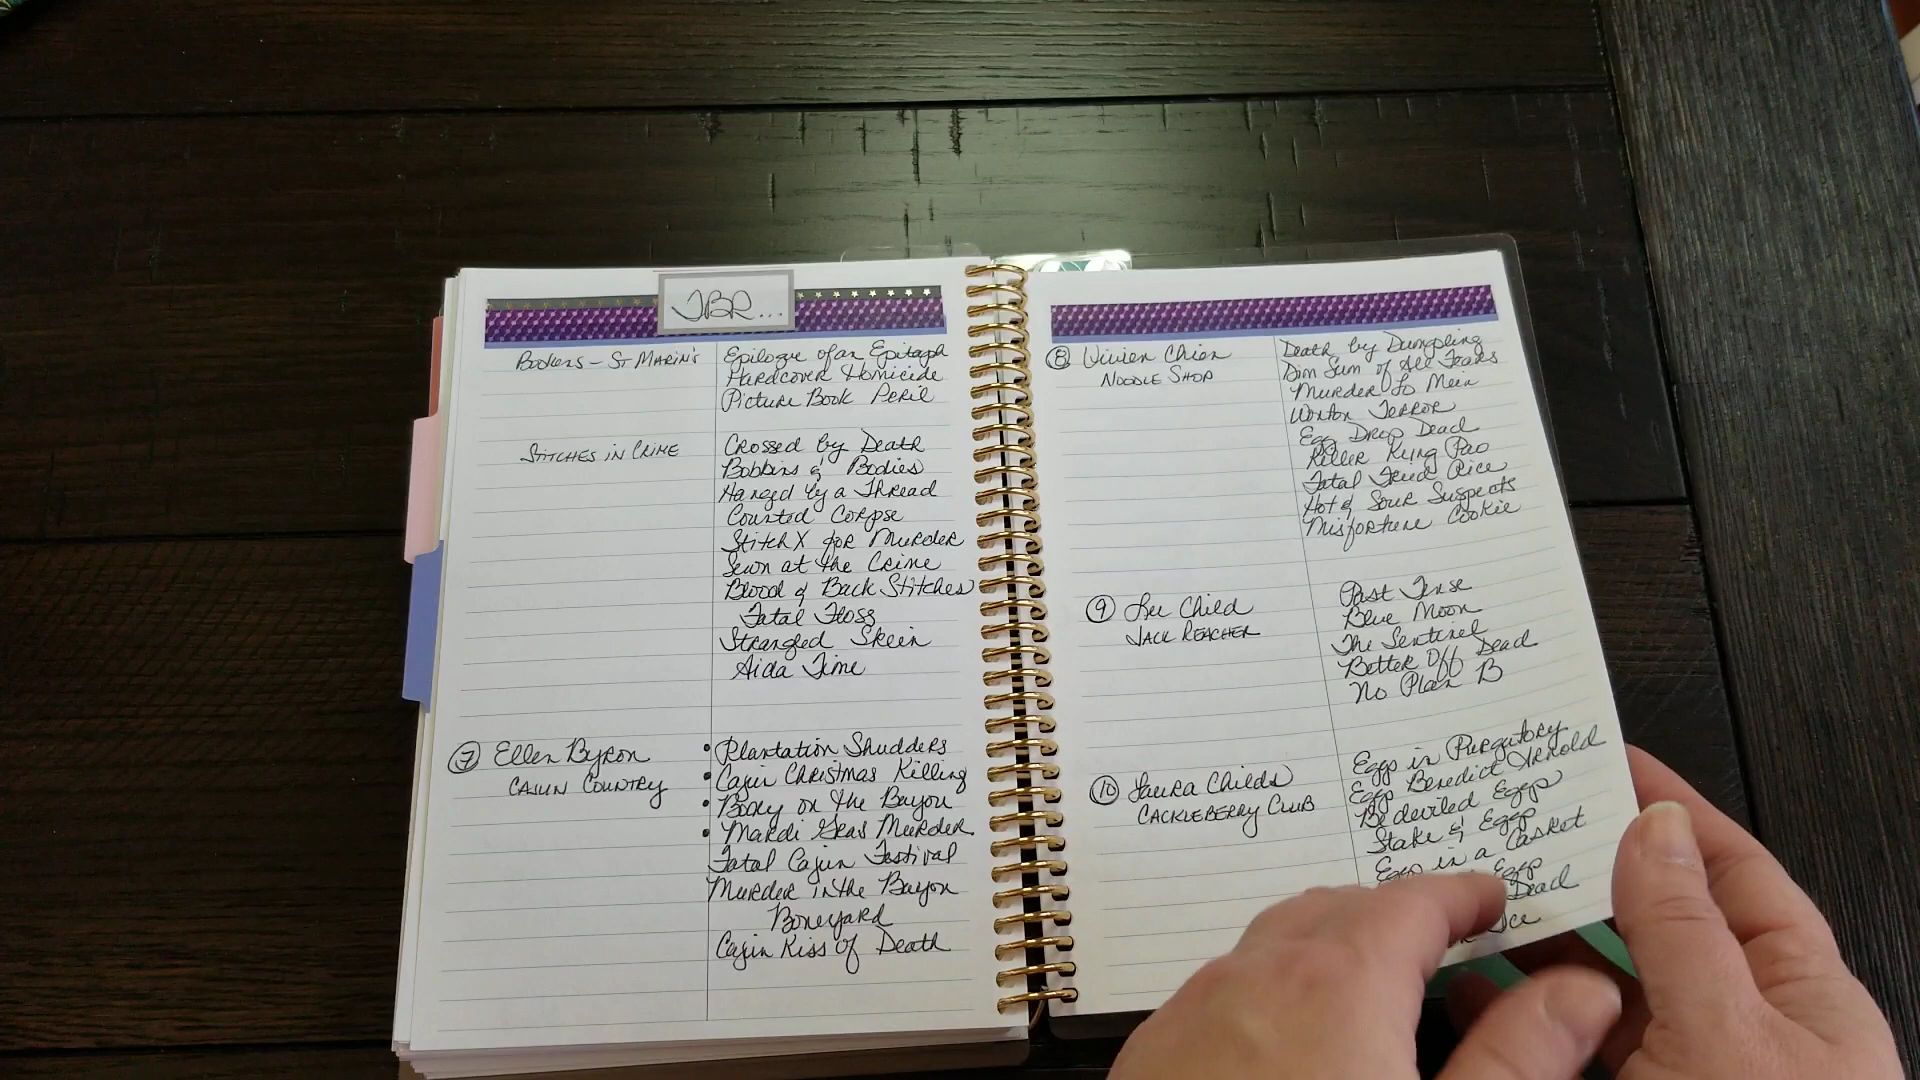 TBR...
Bookers - St Marin's
Epilogue of an Epitaph
Hardcover Homicide
Picture Book Peril
Stitches in Crime
Crossed by Death
Bobbins & Bodies
Hanged by a Thread
Counted Corpse
Stitch X for Murder
Sewn at the Crime
Blood & Back Stitches
Fatal Floss
Strangled Skein
Aida Time
7 Ellen Byron
Cajun Country
• Plantation Shudders
• Cajun Christmas Killing
• Body on the Bayou
• Mardi Gras Murder
Fatal Cajun Festival
Murder in the Bayou
Boneyard
Cajun Kiss of Death
8 Vivien Chien
Noodle Shop
Death by Dumpling
Dim Sum of All Fears
Murder Lo Mein
Wonton Terror
Egg Drop Dead
Killer Kung Pao
Fatal Fried Rice
Hot & Sour Suspects
Misfortune Cookie
9 Lee Child
Jack Reacher
Past Tense
Blue Moon
The Sentinel
Better Off Dead
No Plan B
10 Laura Childs
Cackleberry Club
Eggs in Purgatory
Eggs Benedict Arnold
Bedeviled Eggs
Stake & Eggs
Eggs in a Casket
Eggs
Dead
Ice